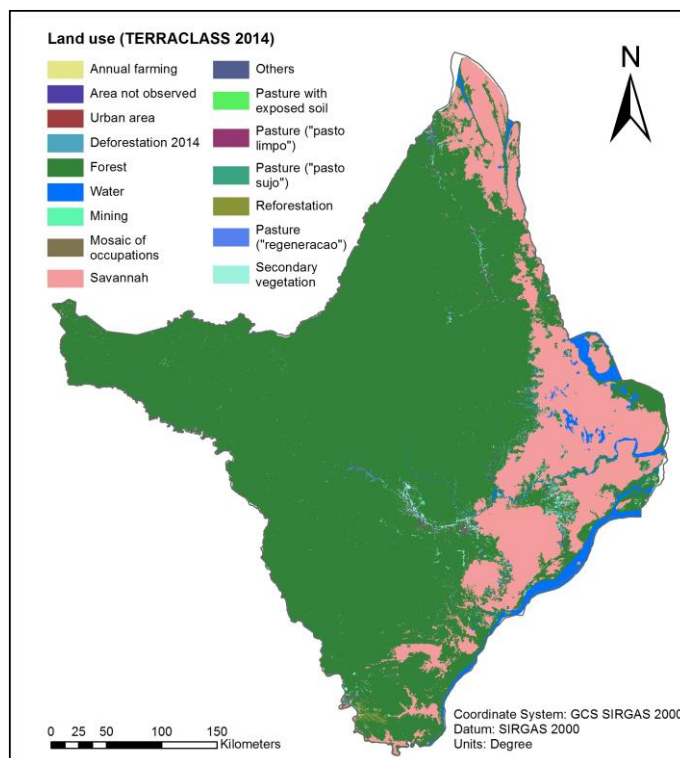 Land use (TERRACLASS 2014)
Annual farming
Area not observed
Urban area
Deforestation 2014
Forest
Water
Mining
Mosaic of
occupations
Savannah
Others
Pasture with
exposed soil
Pasture ("pasto
limpo")
Pasture ("pasto
sujo")
Reforestation
Pasture
("regeneracao")
Secondary
vegetation
N
0 25 50 100 150
Kilometers
Coordinate System: GCS SIRGAS 2000
Datum: SIRGAS 2000
Units: Degree